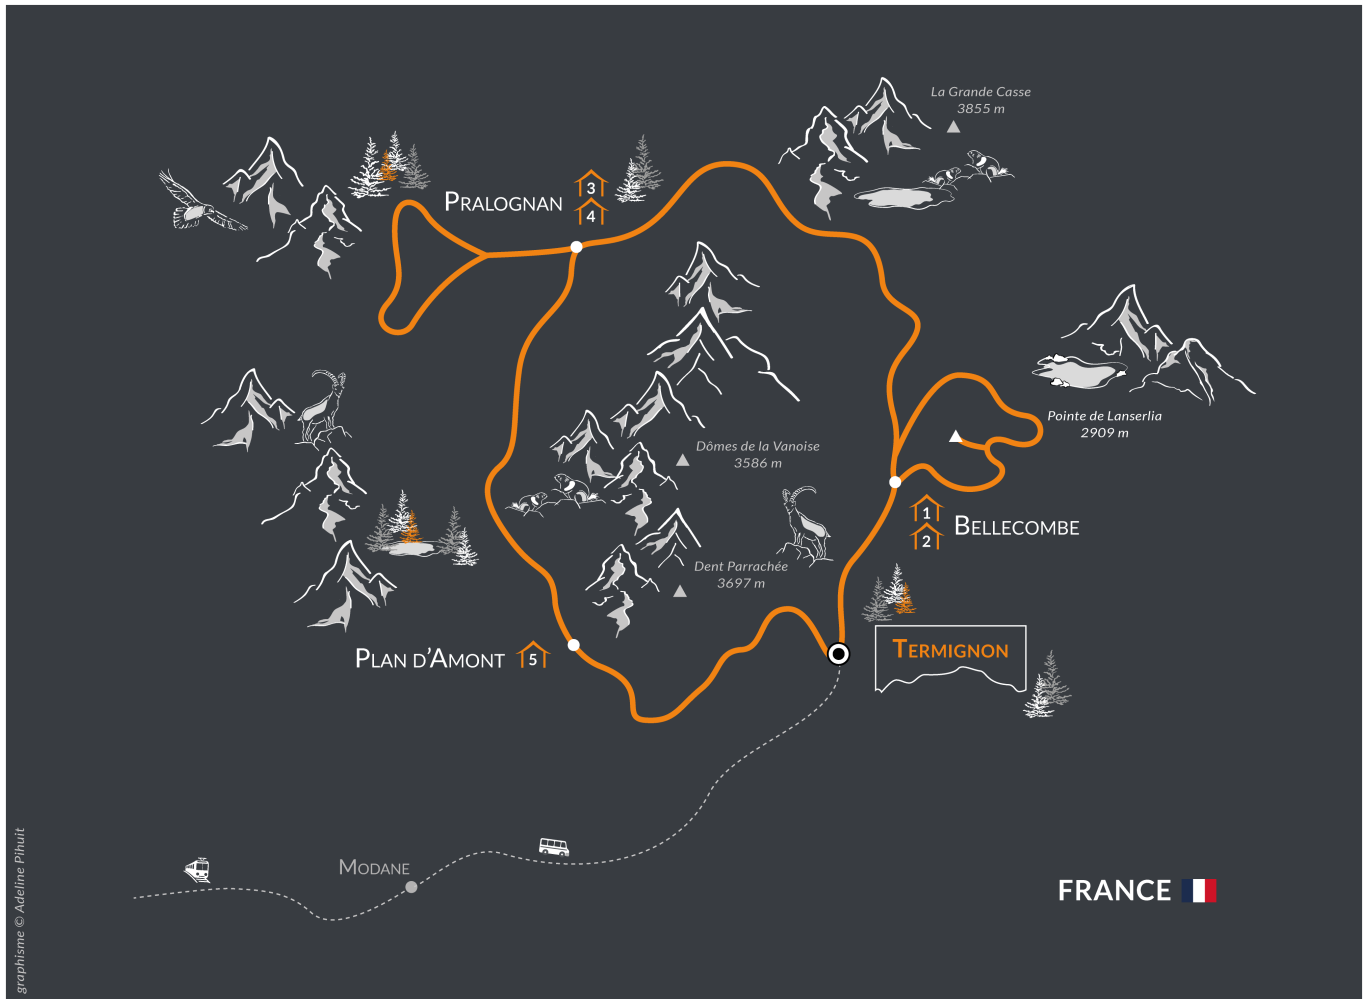 La Grande Casse
3855 m
PRALOGNAN
3
4
Pointe de Lanserlia
2909 m
Dômes de la Vanoise
3586 m
1
2
BELLECOMBE
Dent Parrachée
3697 m
PLAN D'AMONT
5
TERMIGNON
MODANE
FRANCE
graphisme © Adeline Pihuit